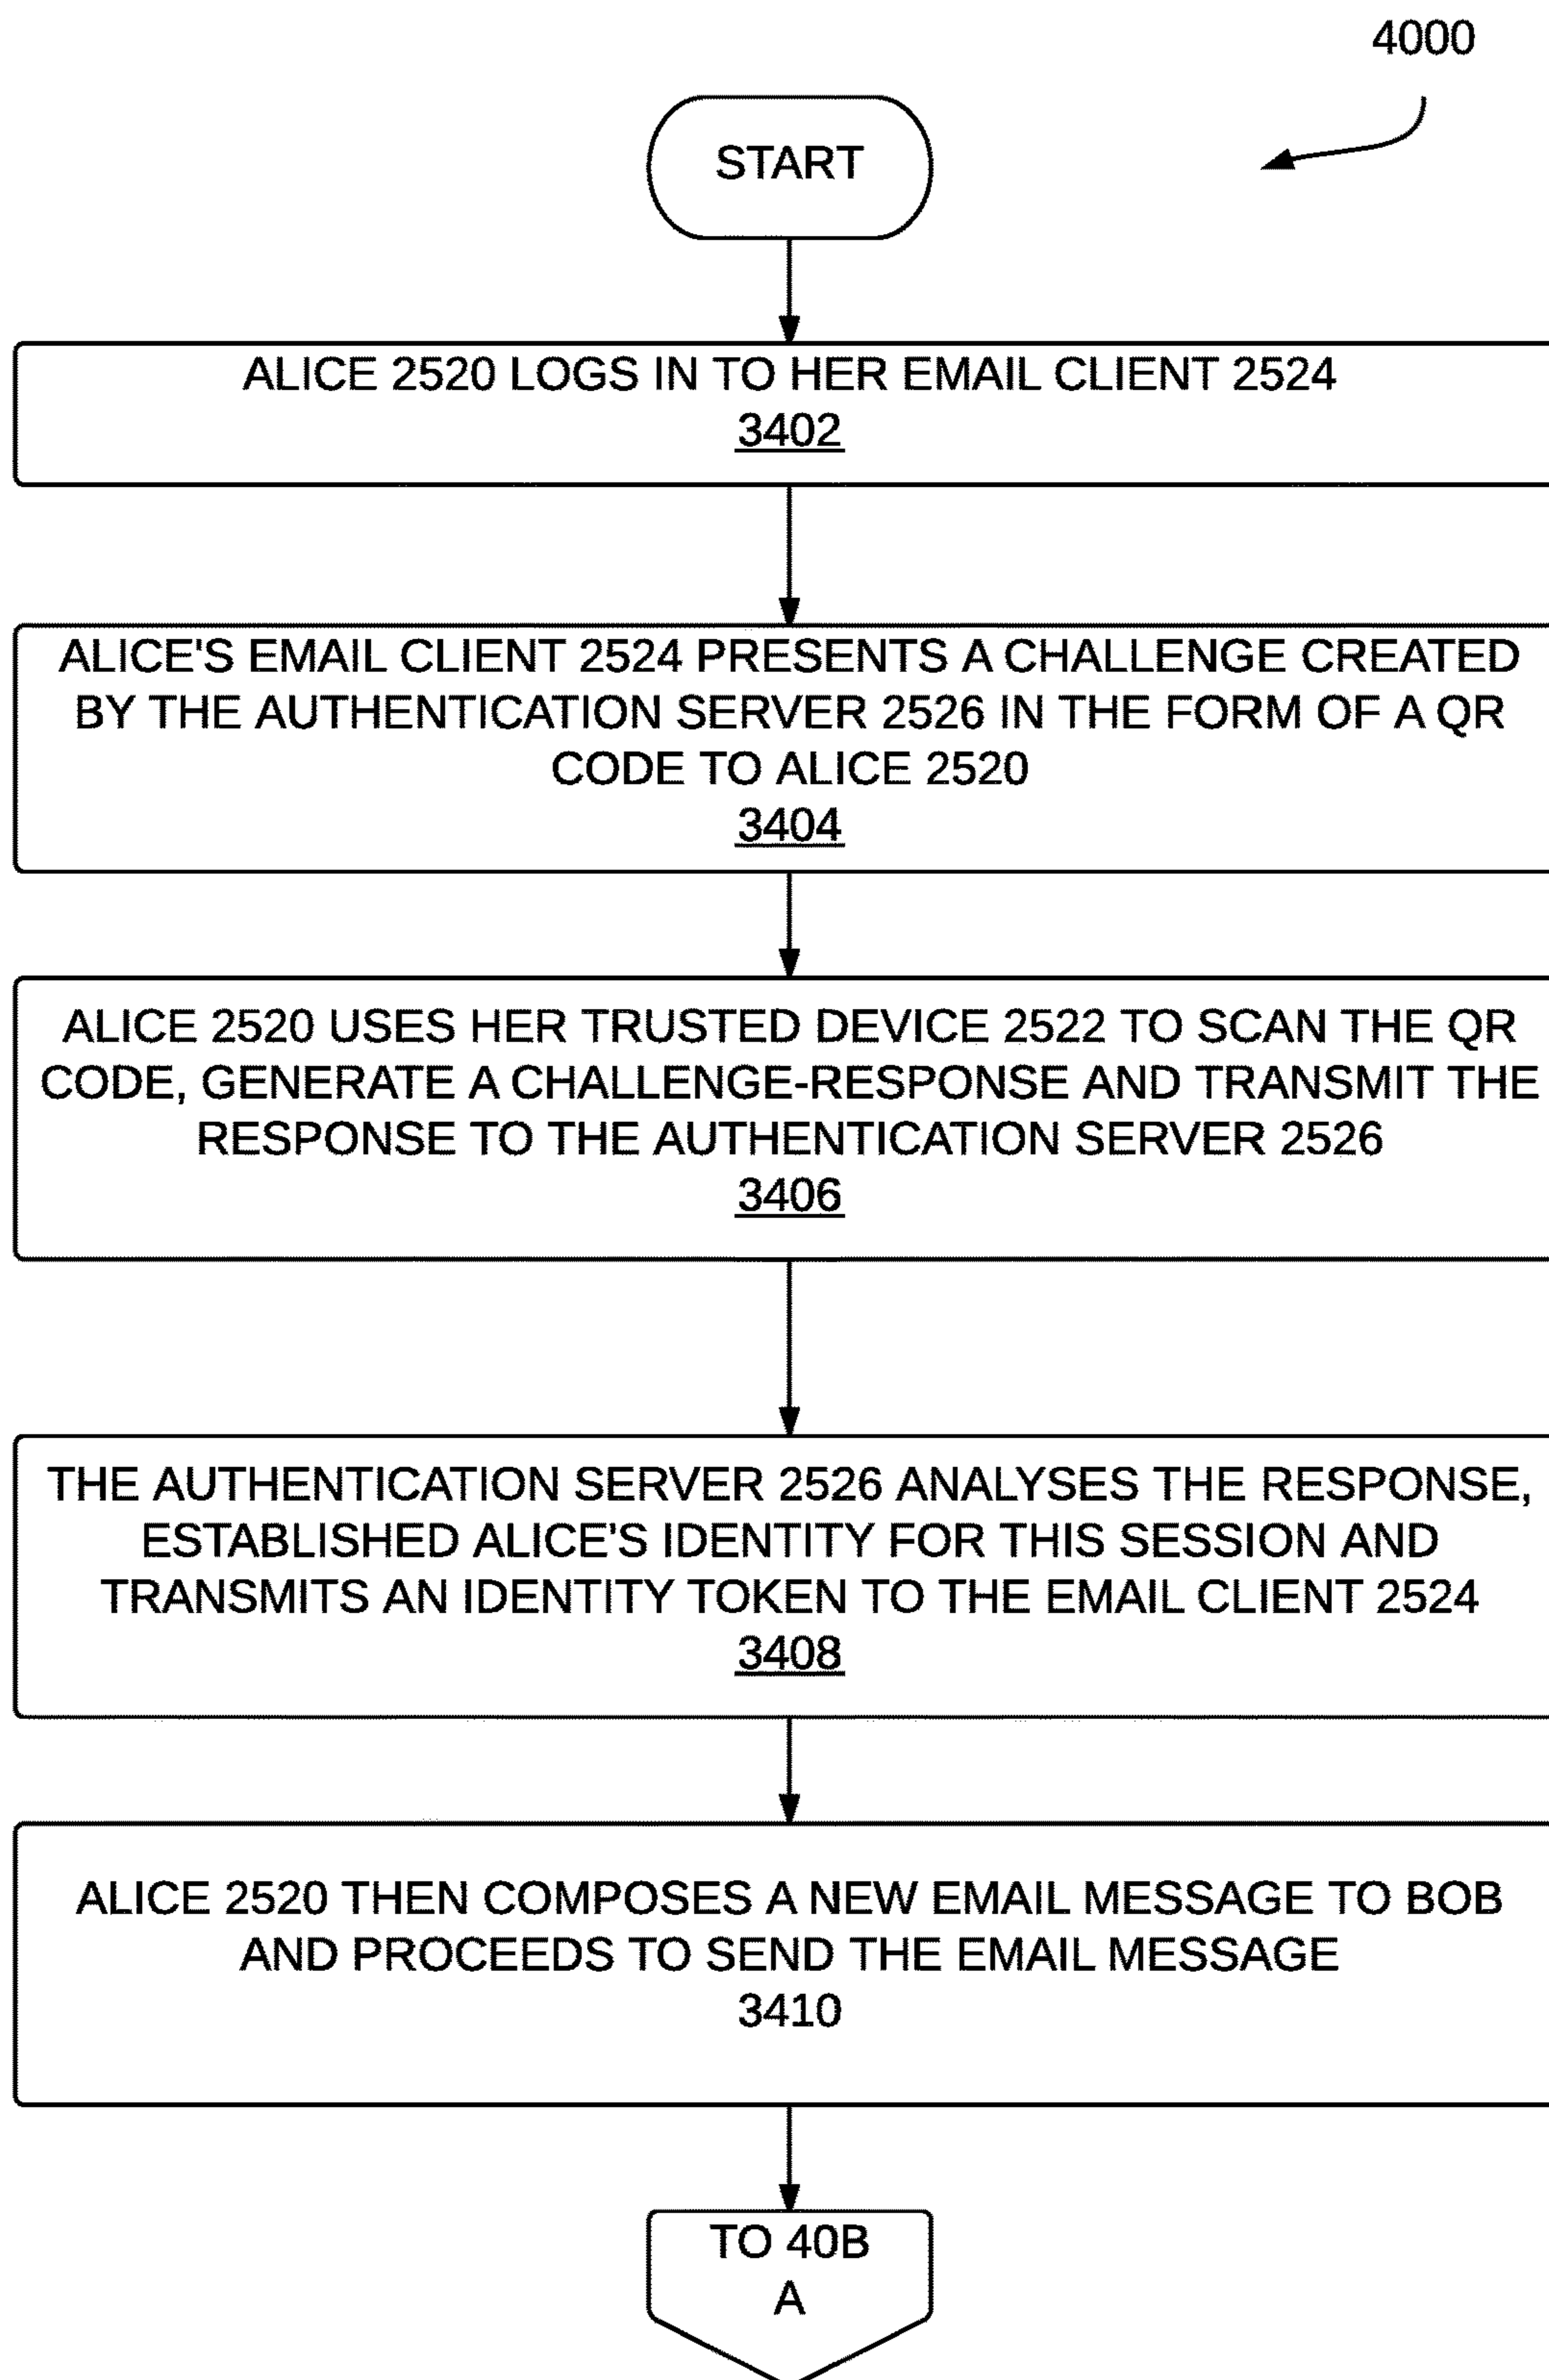 4000
START
ALICE 2520 LOGS IN TO HER EMAIL CLIENT 2524
3402
ALICE'S EMAIL CLIENT 2524 PRESENTS A CHALLENGE CREATED
BY THE AUTHENTICATION SERVER 2526 IN THE FORM OF A QR
CODE TO ALICE 2520
3404
ALICE 2520 USES HER TRUSTED DEVICE 2522 TO SCAN THE QR
CODE, GENERATE A CHALLENGE-RESPONSE AND TRANSMIT THE
RESPONSE TO THE AUTHENTICATION SERVER 2526
3406
THE AUTHENTICATION SERVER 2526 ANALYSES THE RESPONSE,
ESTABLISHED ALICE'S IDENTITY FOR THIS SESSION AND
TRANSMITS AN IDENTITY TOKEN TO THE EMAIL CLIENT 2524
3408
ALICE 2520 THEN COMPOSES A NEW EMAIL MESSAGE TO BOB
AND PROCEEDS TO SEND THE EMAIL MESSAGE
3410
TO 40B
A